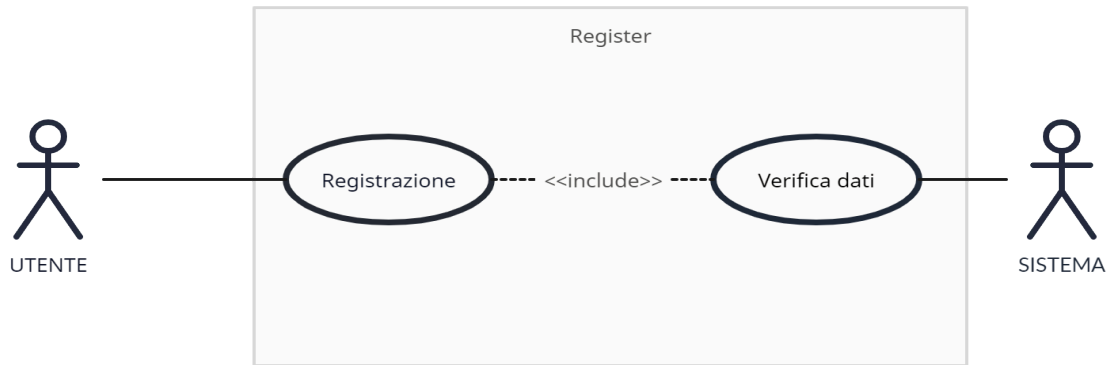 Register
Registrazione
<<include>>
Verifica dati
UTENTE
SISTEMA